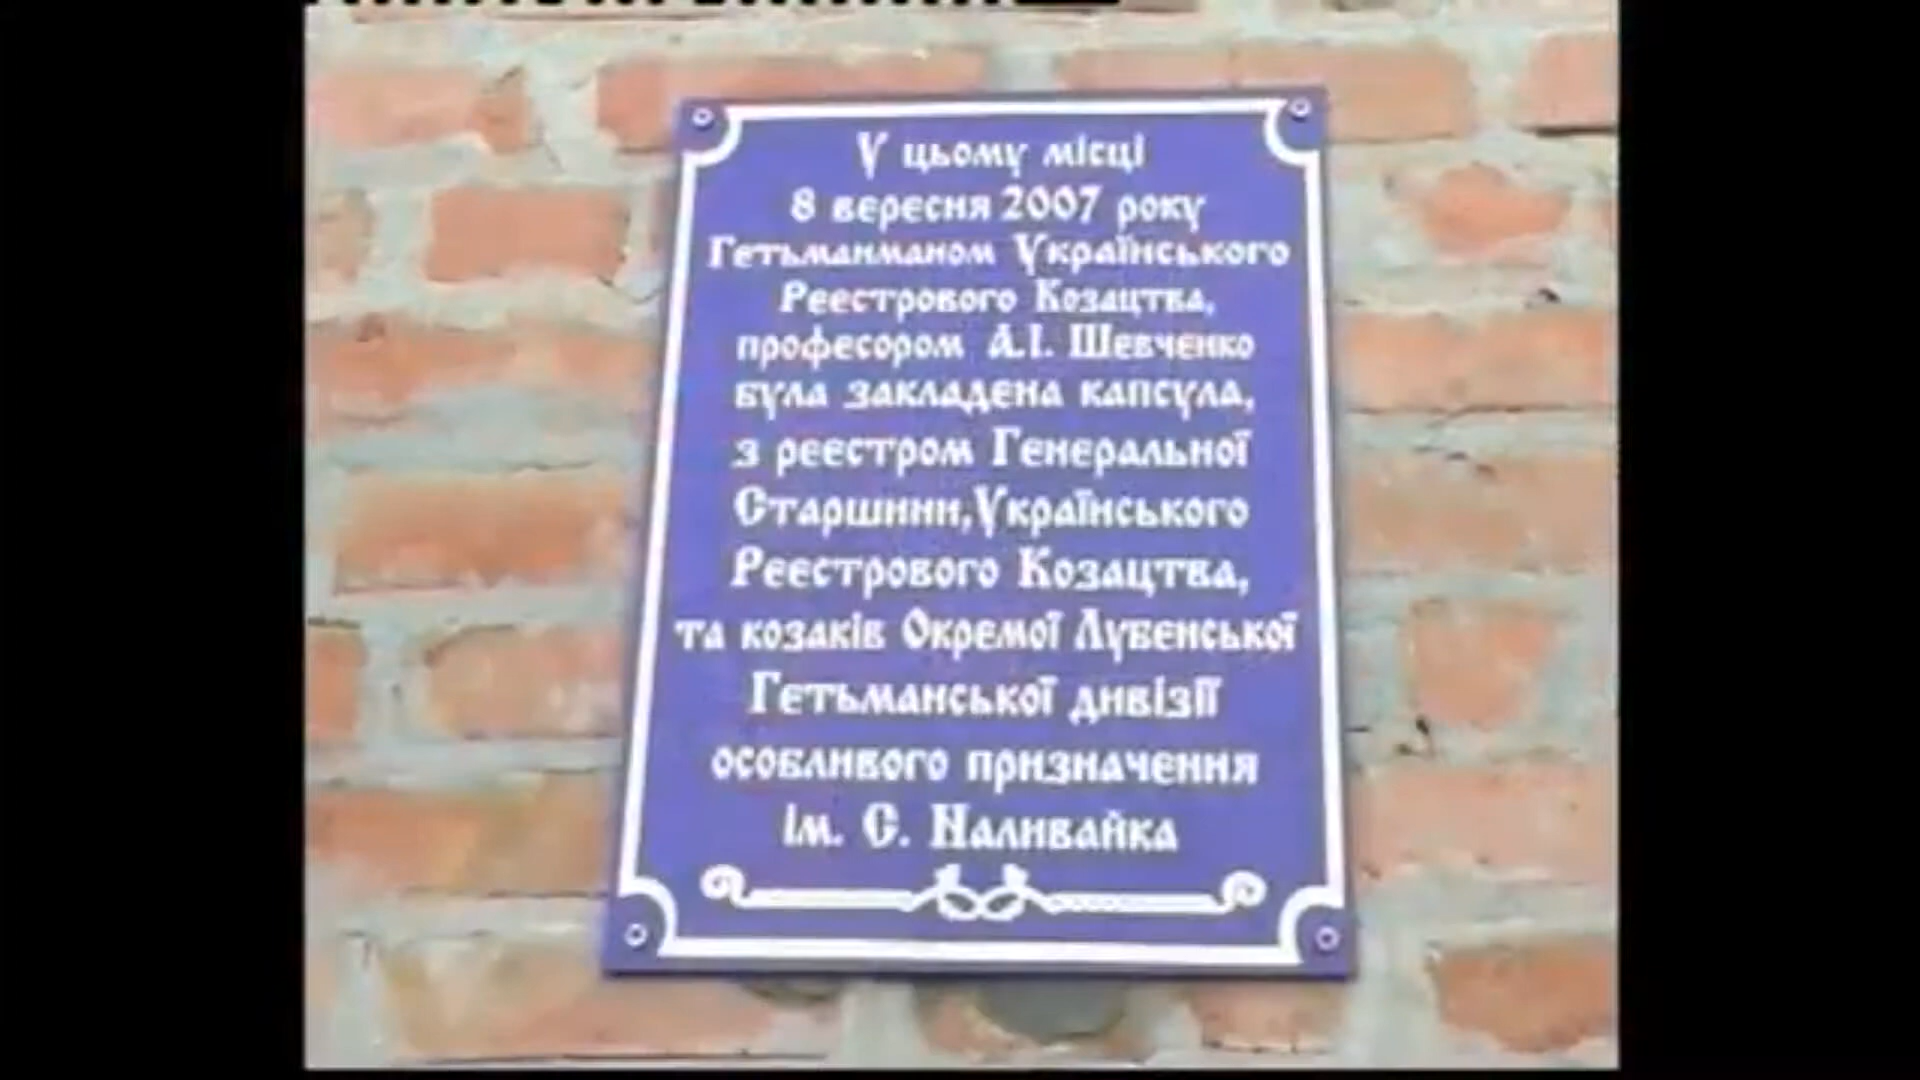 У цьому місці
8 вересня 2007 року
Гетьманманом Українського
Реестрового Козацтва,
професором А.І. Шевченко
була закладена капсула,
з реестром Генеральної
Старшини,Українського
Реестрового Козацтва,
та козаків Окремої Лубенської
Гетьманської дивізії
особливого призначення
ім. С. Наливайка